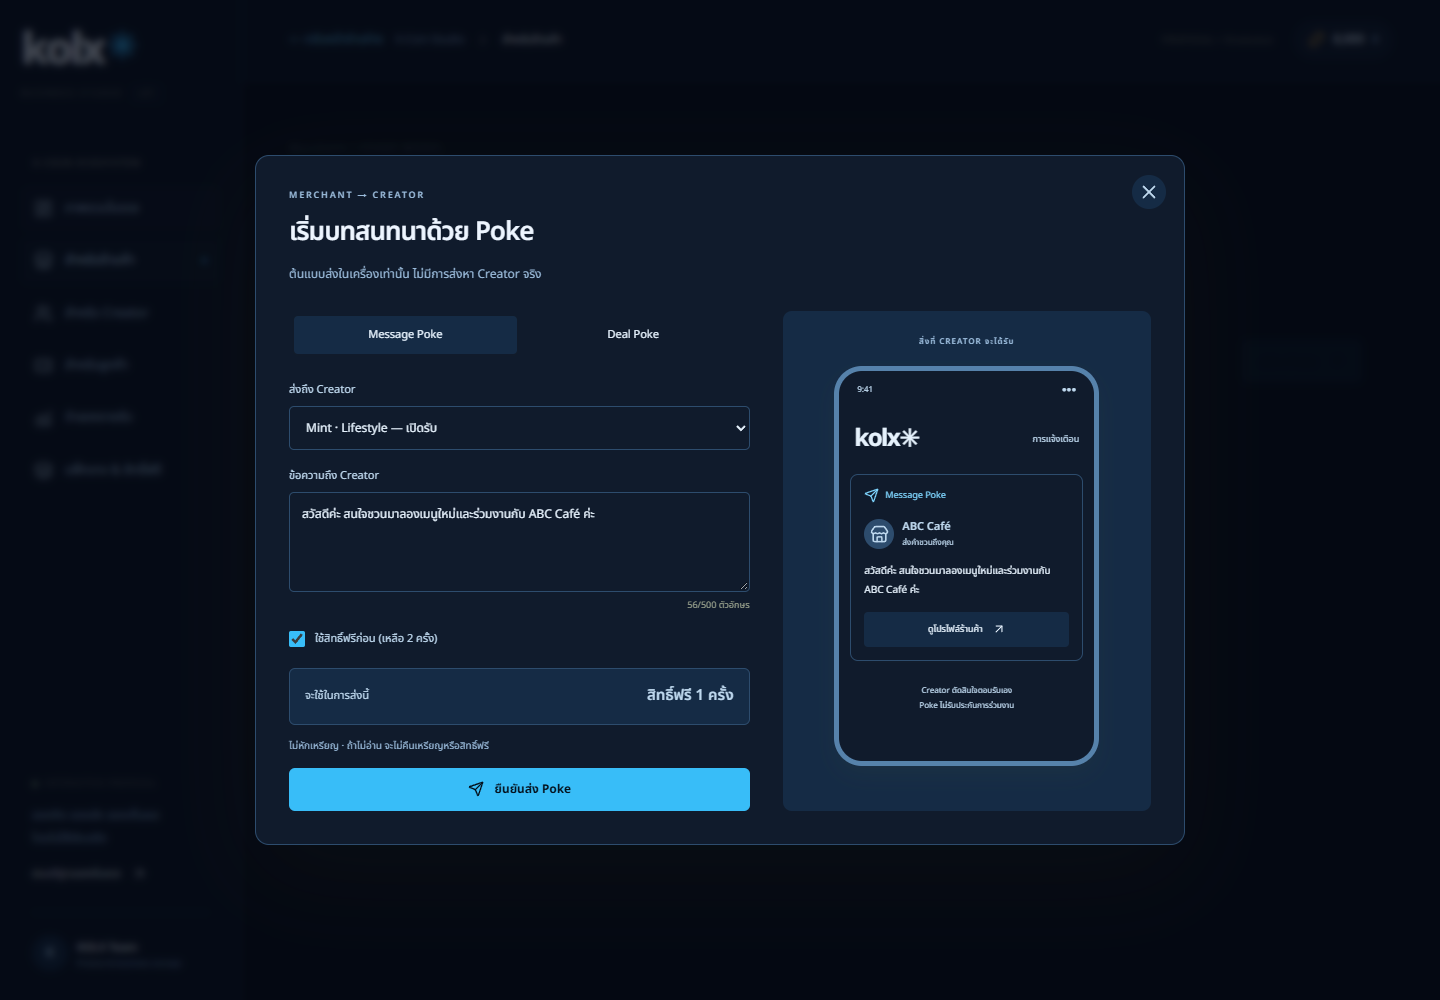 kolx
MERCHANT → CREATOR
เริ่มบทสนทนาด้วย Poke
ต้นแบบส่งในเครื่องเท่านั้น ไม่มีการส่งหา Creator จริง
Message Poke
Deal Poke
ส่งถึง Creator
Mint · Lifestyle — เปิดรับ
ข้อความถึง Creator
สวัสดีค่ะ สนใจชวนมาลองเมนูใหม่และร่วมงานกับ ABC Café ค่ะ
56/500 ตัวอักษร
ใช้สิทธิ์ฟรีก่อน (เหลือ 2 ครั้ง)
จะใช้ในการส่งนี้
สิทธิ์ฟรี 1 ครั้ง
ไม่หักเหรียญ · ถ้าไม่อ่าน จะไม่คืนเหรียญหรือสิทธิ์ฟรี
ยืนยันส่ง Poke
สิ่งที่ CREATOR จะได้รับ
9:41
kolx
การแจ้งเตือน
Message Poke
ABC Café
ส่งคำชวนถึงคุณ
สวัสดีค่ะ สนใจชวนมาลองเมนูใหม่และร่วมงานกับ
ABC Café ค่ะ
ดูโปรไฟล์ร้านค้า
Creator ตัดสินใจตอบรับเอง
Poke ไม่รับประกันการร่วมงาน